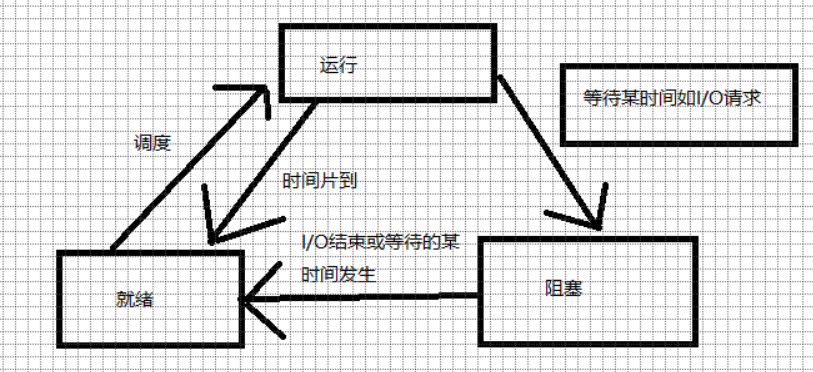 运行
等待某时间如I/O请求
调度
时间片到
I/O结束或等待的某
时间发生
就绪
阻塞